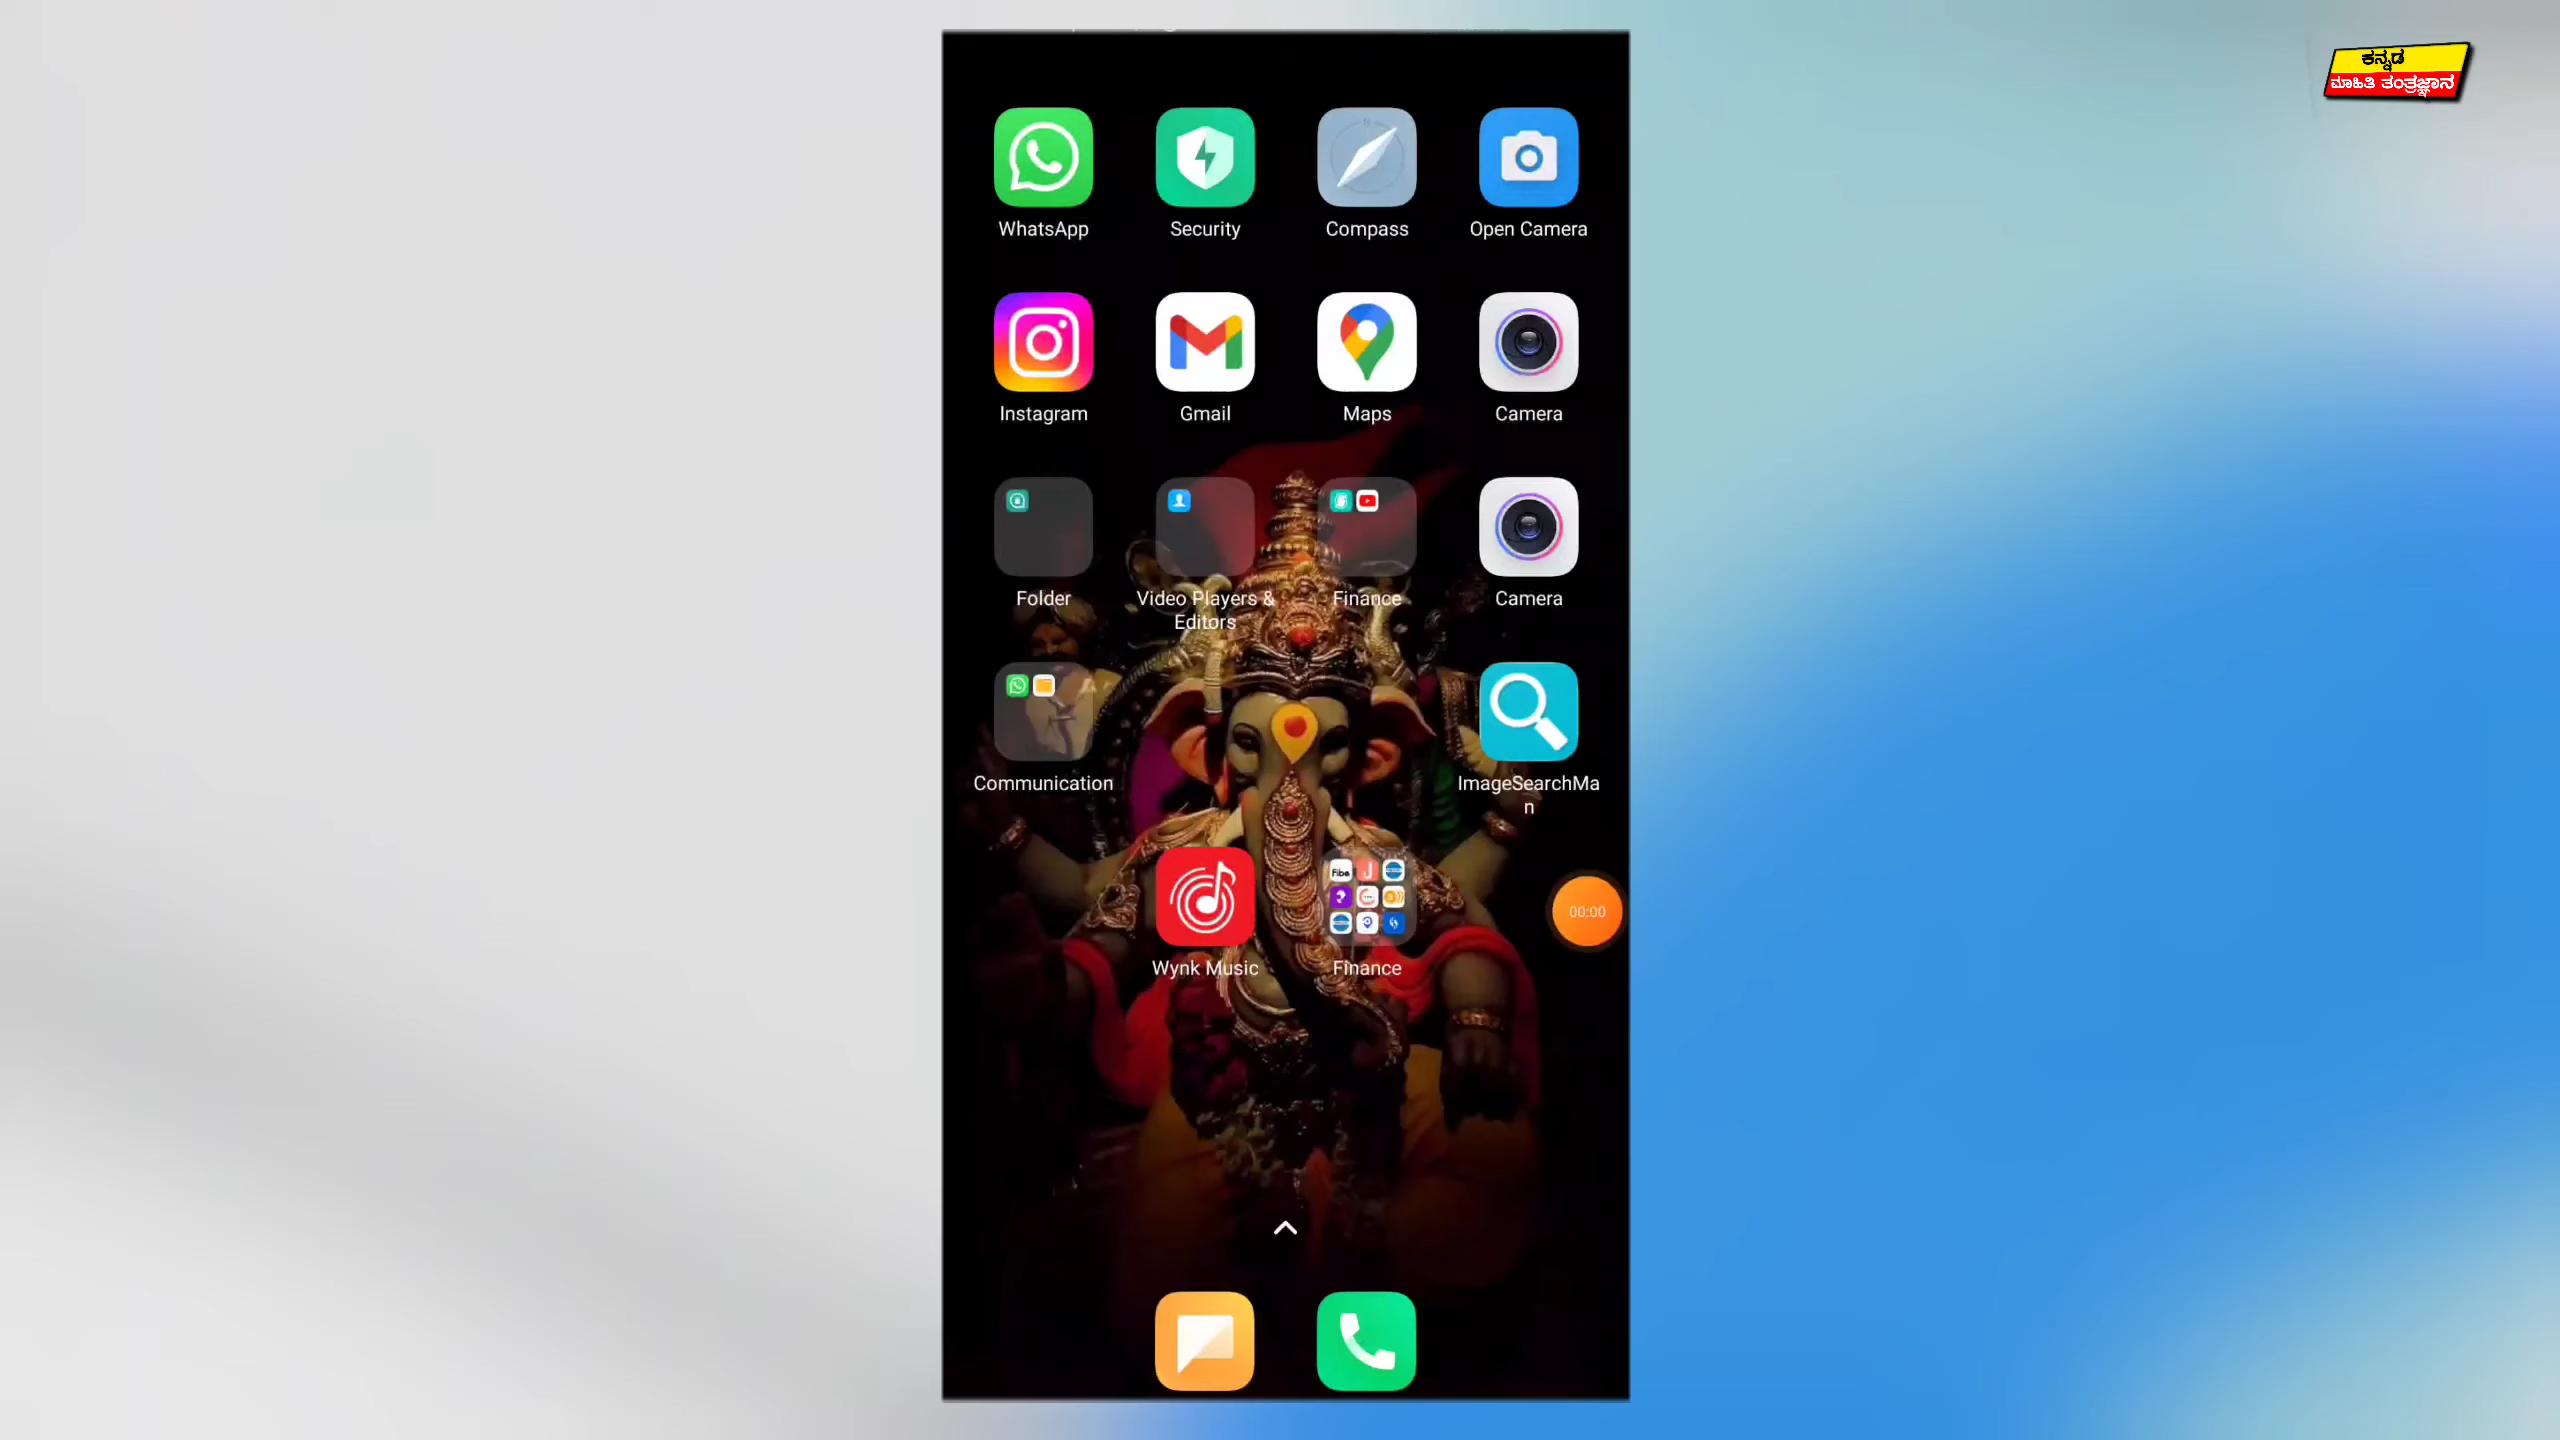 ಕನ್ನಡ
ಮಾಹಿತಿ ತಂತ್ರಜ್ಞಾನ
WhatsApp
Security
Compass
Open Camera
Instagram
Gmail
Maps
Camera
Folder
Video Players &
Editors
Finance
Camera
Communication
ImageSearchMa
n
Fibe
Wynk Music
Finance
00:00